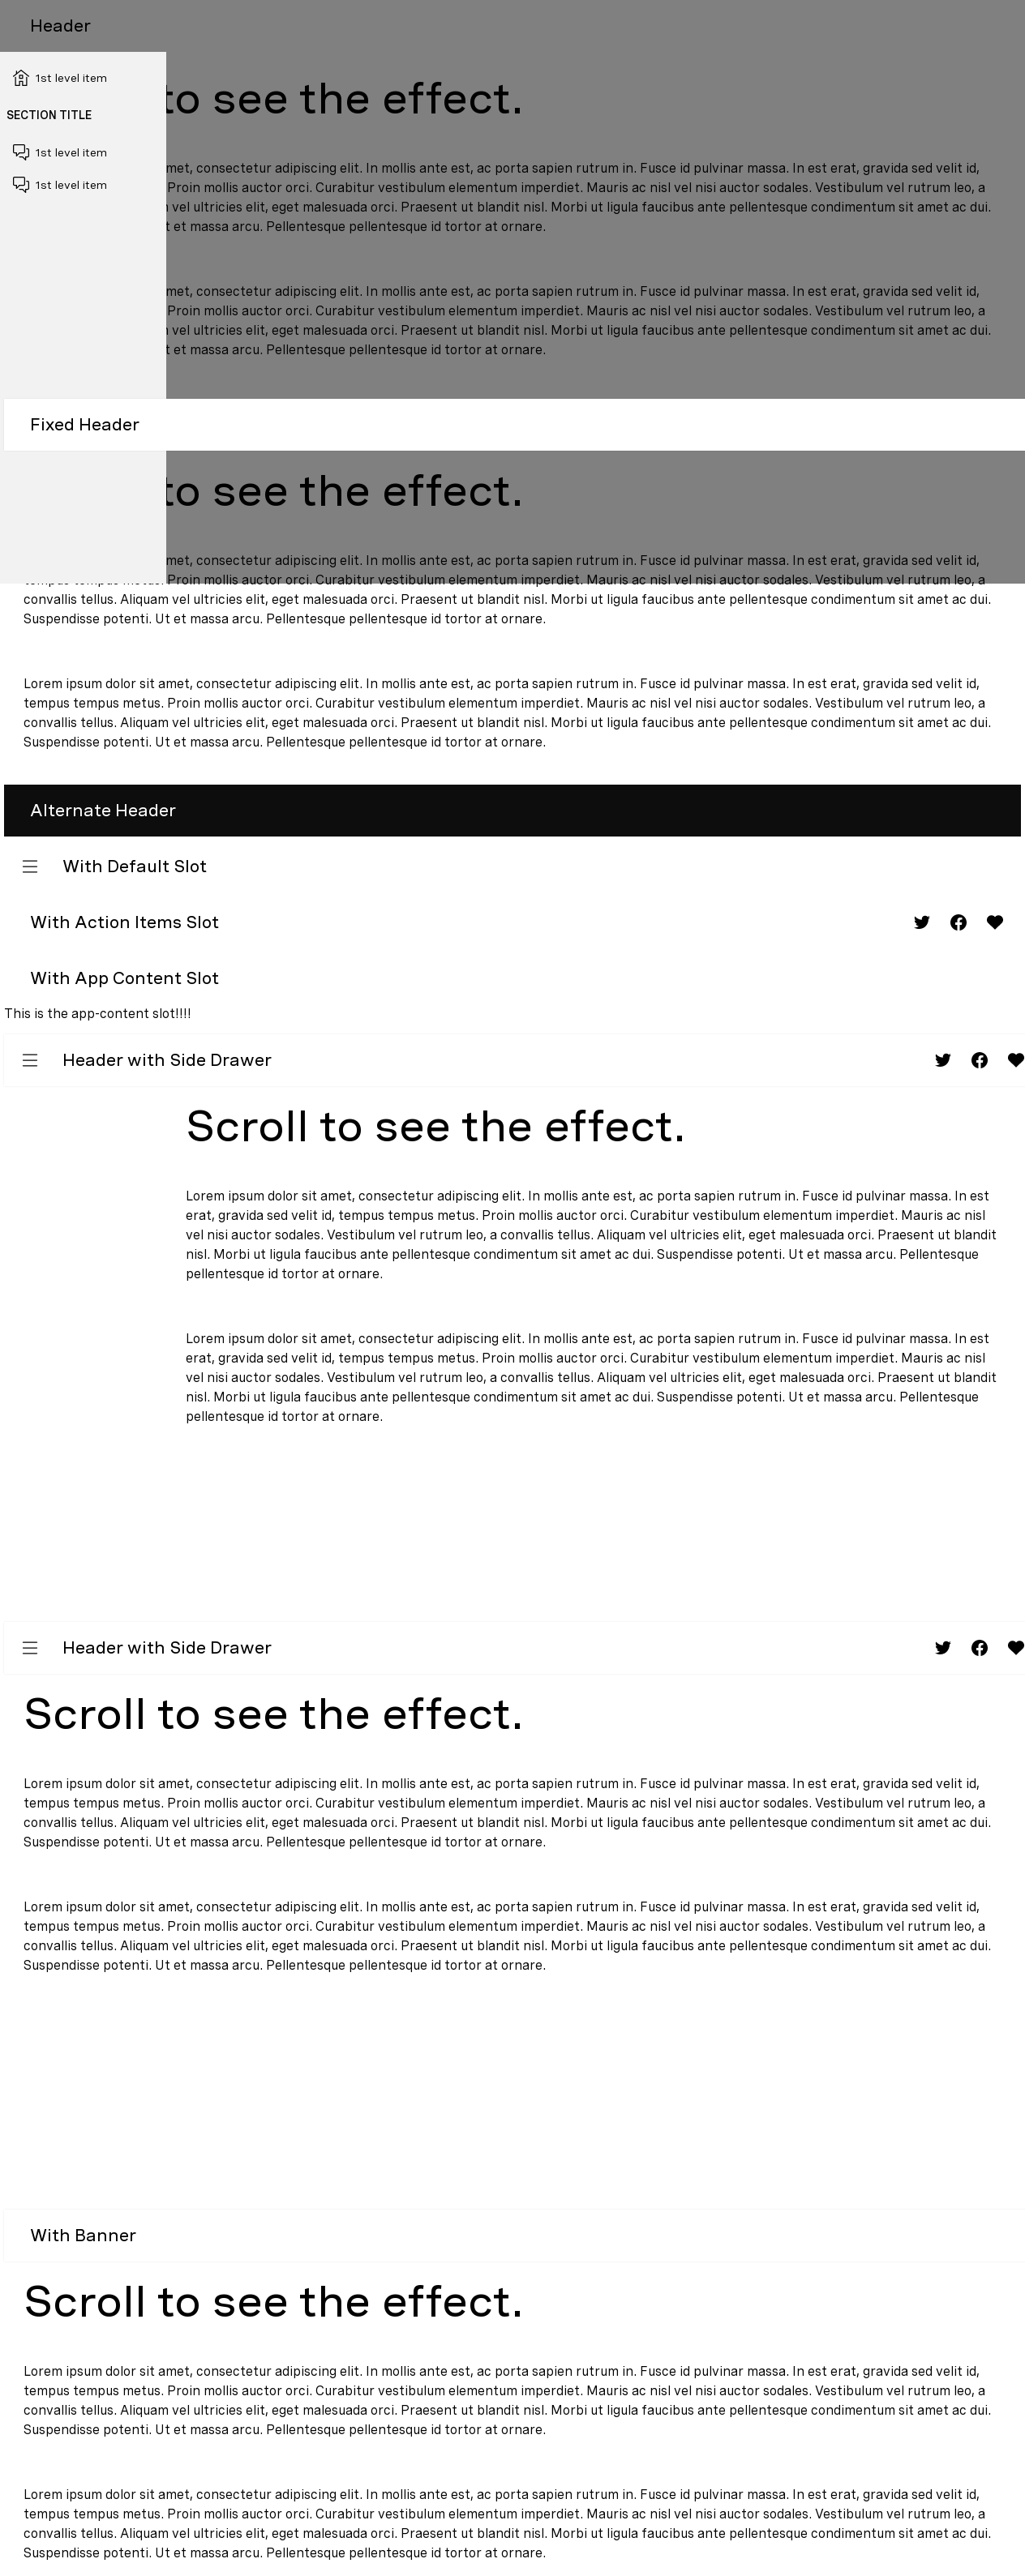 Header
1st level item
to see the effect.
SECTION TITLE
1st level item
met, consectetur adipiscing elit. In mollis ante est, ac porta sapien rutrum in. Fusce id pulvinar massa. In est erat, gravida sed velit id,
1st level item
Proin mollis auctor orci. Curabitur vestibulum elementum imperdiet. Mauris ac nisl vel nisi auctor sodales. Vestibulum vel rutrum leo, a
vel ultricies elit, eget malesuada orci. Praesent ut blandit nisl. Morbi ut ligula faucibus ante pellentesque condimentum sit amet ac dui.
t et massa arcu. Pellentesque pellentesque id tortor at ornare.
met, consectetur adipiscing elit. In mollis ante est, ac porta sapien rutrum in. Fusce id pulvinar massa. In est erat, gravida sed velit id,
Proin mollis auctor orci. Curabitur vestibulum elementum imperdiet. Mauris ac nisl vel nisi auctor sodales. Vestibulum vel rutrum leo, a
vel ultricies elit, eget malesuada orci. Praesent ut blandit nisl. Morbi ut ligula faucibus ante pellentesque condimentum sit amet ac dui.
t et massa arcu. Pellentesque pellentesque id tortor at ornare.
Fixed Header
to see the effect.
met, consectetur adipiscing elit. In mollis ante est, ac porta sapien rutrum in. Fusce id pulvinar massa. In est erat, gravida sed velit id,
Proin mollis auctor orci. Curabitur vestibulum elementum imperdiet. Mauris ac nisl vel nisi auctor sodales. Vestibulum vel rutrum leo, a
convallis tellus. Aliquam vel ultricies elit, eget malesuada orci. Praesent ut blandit nisl. Morbi ut ligula faucibus ante pellentesque condimentum sit amet ac dui.
Suspendisse potenti. Ut et massa arcu. Pellentesque pellentesque id tortor at ornare.
Lorem ipsum dolor sit amet, consectetur adipiscing elit. In mollis ante est, ac porta sapien rutrum in. Fusce id pulvinar massa. In est erat, gravida sed velit id,
tempus tempus metus. Proin mollis auctor orci. Curabitur vestibulum elementum imperdiet. Mauris ac nisl vel nisi auctor sodales. Vestibulum vel rutrum leo, a
convallis tellus. Aliquam vel ultricies elit, eget malesuada orci. Praesent ut blandit nisl. Morbi ut ligula faucibus ante pellentesque condimentum sit amet ac dui.
Suspendisse potenti. Ut et massa arcu. Pellentesque pellentesque id tortor at ornare.
Alternate Header
With Default Slot
With Action Items Slot
With App Content Slot
This is the app-content slot!!!!
Header with Side Drawer
Scroll to see the effect.
Lorem ipsum dolor sit amet, consectetur adipiscing elit. In mollis ante est, ac porta sapien rutrum in. Fusce id pulvinar massa. In est
erat, gravida sed velit id, tempus tempus metus. Proin mollis auctor orci. Curabitur vestibulum elementum imperdiet. Mauris ac nisl
vel nisi auctor sodales. Vestibulum vel rutrum leo, a convallis tellus. Aliquam vel ultricies elit, eget malesuada orci. Praesent ut blandit
nisl. Morbi ut ligula faucibus ante pellentesque condimentum sit amet ac dui. Suspendisse potenti. Ut et massa arcu. Pellentesque
pellentesque id tortor at ornare.
Lorem ipsum dolor sit amet, consectetur adipiscing elit. In mollis ante est, ac porta sapien rutrum in. Fusce id pulvinar massa. In est
erat, gravida sed velit id, tempus tempus metus. Proin mollis auctor orci. Curabitur vestibulum elementum imperdiet. Mauris ac nisl
vel nisi auctor sodales. Vestibulum vel rutrum leo, a convallis tellus. Aliquam vel ultricies elit, eget malesuada orci. Praesent ut blandit
nisl. Morbi ut ligula faucibus ante pellentesque condimentum sit amet ac dui. Suspendisse potenti. Ut et massa arcu. Pellentesque
pellentesque id tortor at ornare.
Header with Side Drawer
Scroll to see the effect.
Lorem ipsum dolor sit amet, consectetur adipiscing elit. In mollis ante est, ac porta sapien rutrum in. Fusce id pulvinar massa. In est erat, gravida sed velit id,
tempus tempus metus. Proin mollis auctor orci. Curabitur vestibulum elementum imperdiet. Mauris ac nisl vel nisi auctor sodales. Vestibulum vel rutrum leo, a
convallis tellus. Aliquam vel ultricies elit, eget malesuada orci. Praesent ut blandit nisl. Morbi ut ligula faucibus ante pellentesque condimentum sit amet ac dui.
Suspendisse potenti. Ut et massa arcu. Pellentesque pellentesque id tortor at ornare.
Lorem ipsum dolor sit amet, consectetur adipiscing elit. In mollis ante est, ac porta sapien rutrum in. Fusce id pulvinar massa. In est erat, gravida sed velit id,
tempus tempus metus. Proin mollis auctor orci. Curabitur vestibulum elementum imperdiet. Mauris ac nisl vel nisi auctor sodales. Vestibulum vel rutrum leo, a
convallis tellus. Aliquam vel ultricies elit, eget malesuada orci. Praesent ut blandit nisl. Morbi ut ligula faucibus ante pellentesque condimentum sit amet ac dui.
Suspendisse potenti. Ut et massa arcu. Pellentesque pellentesque id tortor at ornare.
With Banner
Scroll to see the effect.
Lorem ipsum dolor sit amet, consectetur adipiscing elit. In mollis ante est, ac porta sapien rutrum in. Fusce id pulvinar massa. In est erat, gravida sed velit id,
tempus tempus metus. Proin mollis auctor orci. Curabitur vestibulum elementum imperdiet. Mauris ac nisl vel nisi auctor sodales. Vestibulum vel rutrum leo, a
convallis tellus. Aliquam vel ultricies elit, eget malesuada orci. Praesent ut blandit nisl. Morbi ut ligula faucibus ante pellentesque condimentum sit amet ac dui.
Suspendisse potenti. Ut et massa arcu. Pellentesque pellentesque id tortor at ornare.
Lorem ipsum dolor sit amet, consectetur adipiscing elit. In mollis ante est, ac porta sapien rutrum in. Fusce id pulvinar massa. In est erat, gravida sed velit id,
tempus tempus metus. Proin mollis auctor orci. Curabitur vestibulum elementum imperdiet. Mauris ac nisl vel nisi auctor sodales. Vestibulum vel rutrum leo, a
convallis tellus. Aliquam vel ultricies elit, eget malesuada orci. Praesent ut blandit nisl. Morbi ut ligula faucibus ante pellentesque condimentum sit amet ac dui.
Suspendisse potenti. Ut et massa arcu. Pellentesque pellentesque id tortor at ornare.